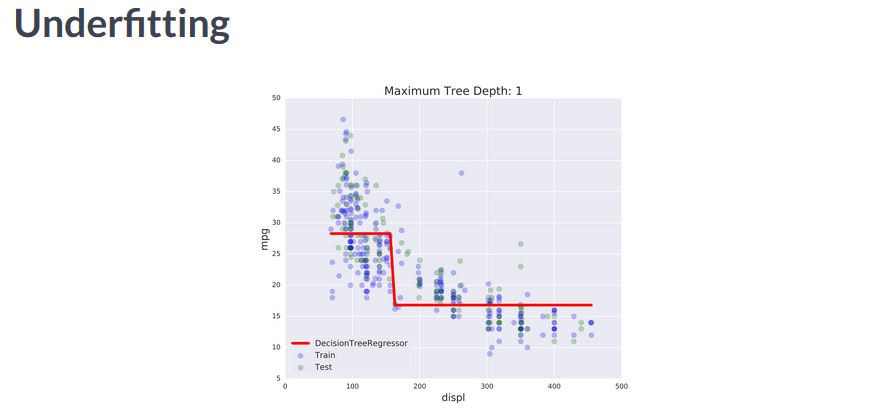 Underfitting
Maximum Tree Depth: 1
50
45
40
35
30
25
20
15
10
5
mpg
DecisionTreeRegressor
Train
Test
0
100
200
300
400
500
displ